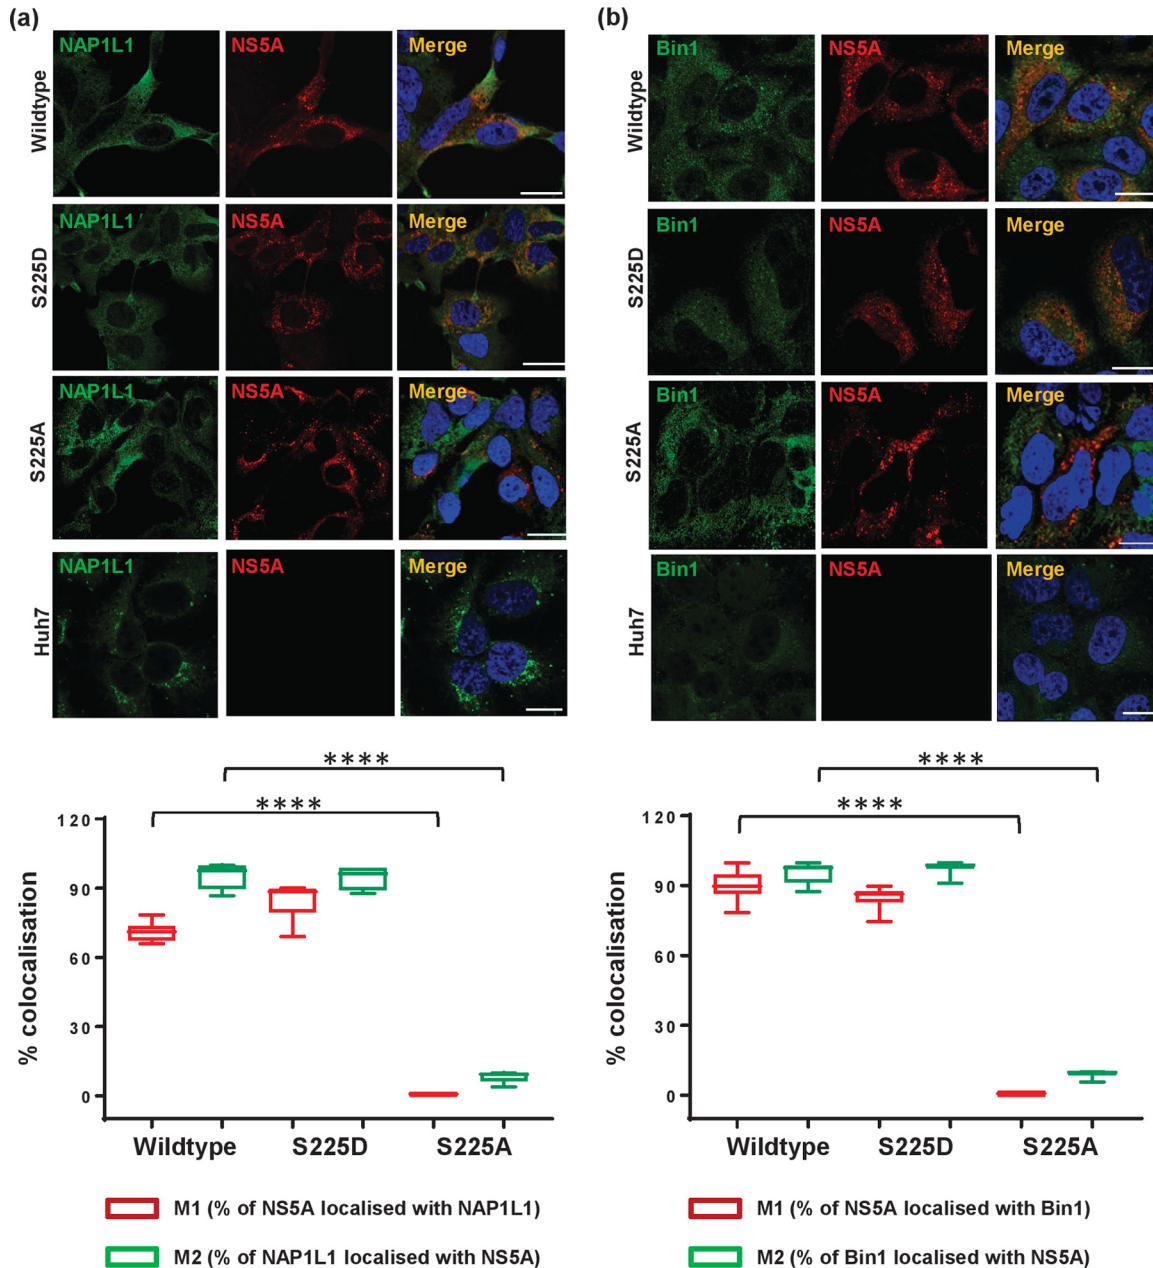 (a)
NAP1L1 NS5A Merge
Wildtype
NAP1L1 NS5A Merge
S225D
NAP1L1 NS5A Merge
S225A
NAP1L1 NS5A Merge
Huh7
****
****
% colocalisation
120
90
60
30
0
Wildtype S225D S225A
M1 (% of NS5A localised with NAP1L1)
M2 (% of NAP1L1 localised with NS5A)
(b)
Bin1 NS5A Merge
Wildtype
Bin1 NS5A Merge
S225D
Bin1 NS5A Merge
S225A
Bin1 NS5A Merge
Huh7
****
****
% colocalisation
120
90
60
30
0
Wildtype S225D S225A
M1 (% of NS5A localised with Bin1)
M2 (% of Bin1 localised with NS5A)